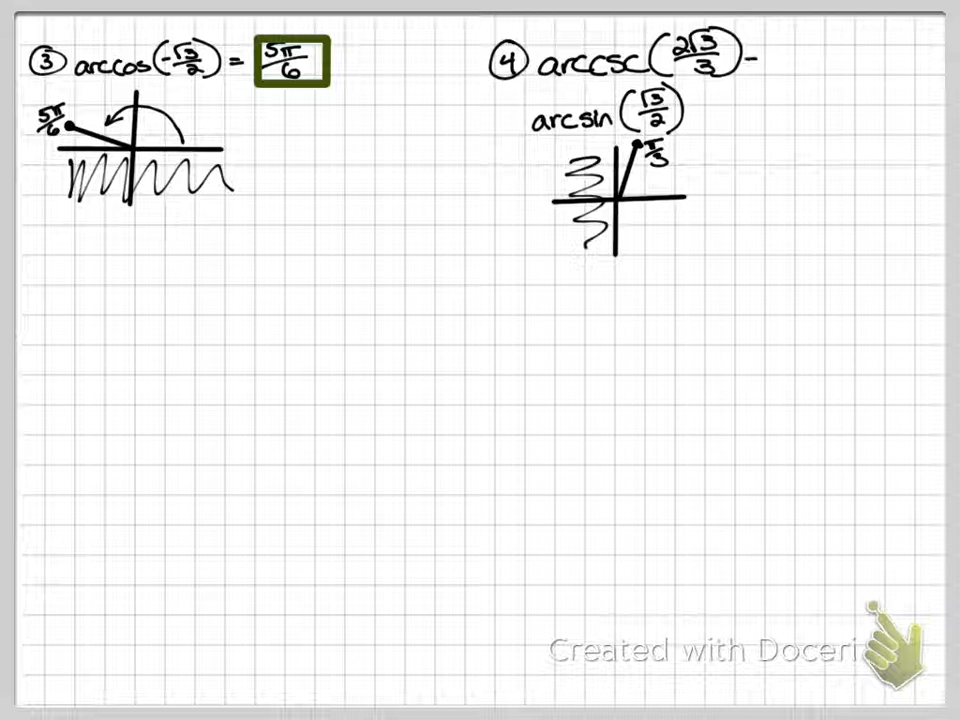 ③ arccos(-√3/2) = 5π/6
5π/6
④ arccsc(2√3/3) =
arcsin(√3/2)
π/3
Created with Doceri